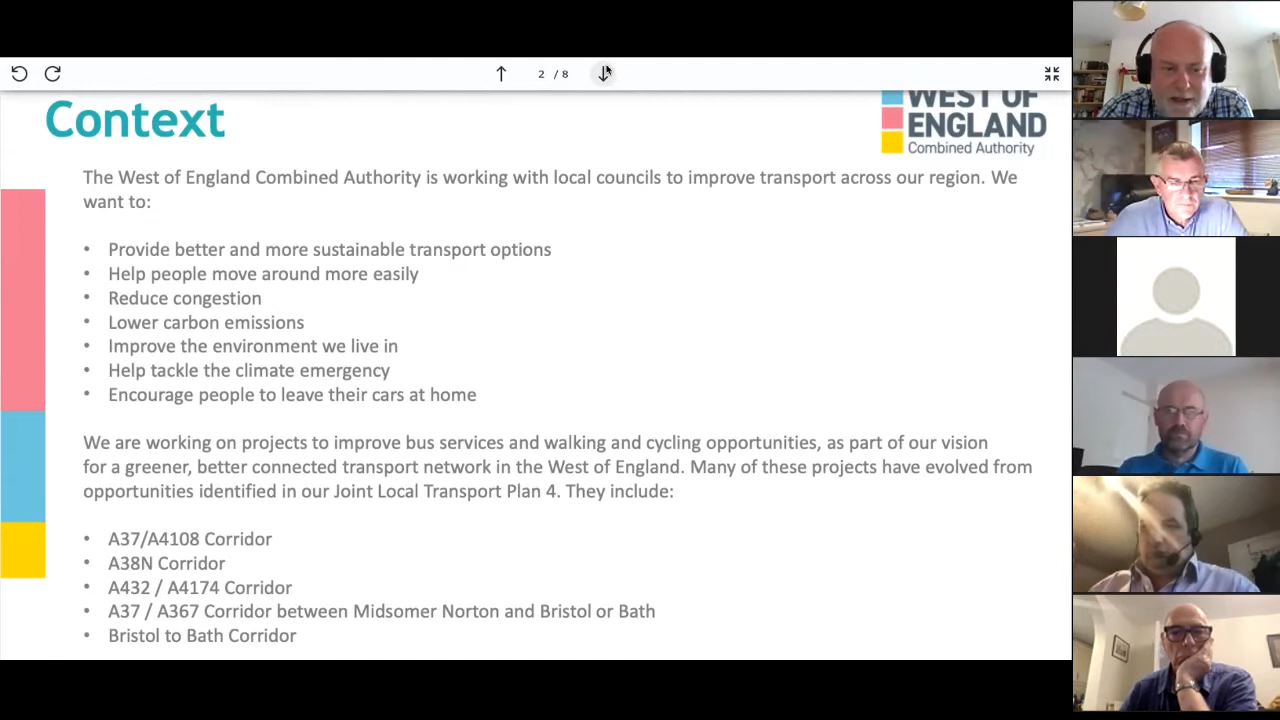 2 / 8
Context
WEST OF
ENGLAND
Combined Authority
The West of England Combined Authority is working with local councils to improve transport across our region. We
want to:
• Provide better and more sustainable transport options
• Help people move around more easily
• Reduce congestion
• Lower carbon emissions
• Improve the environment we live in
• Help tackle the climate emergency
• Encourage people to leave their cars at home
We are working on projects to improve bus services and walking and cycling opportunities, as part of our vision
for a greener, better connected transport network in the West of England. Many of these projects have evolved from
opportunities identified in our Joint Local Transport Plan 4. They include:
• A37/A4108 Corridor
• A38N Corridor
• A432 / A4174 Corridor
• A37 / A367 Corridor between Midsomer Norton and Bristol or Bath
• Bristol to Bath Corridor